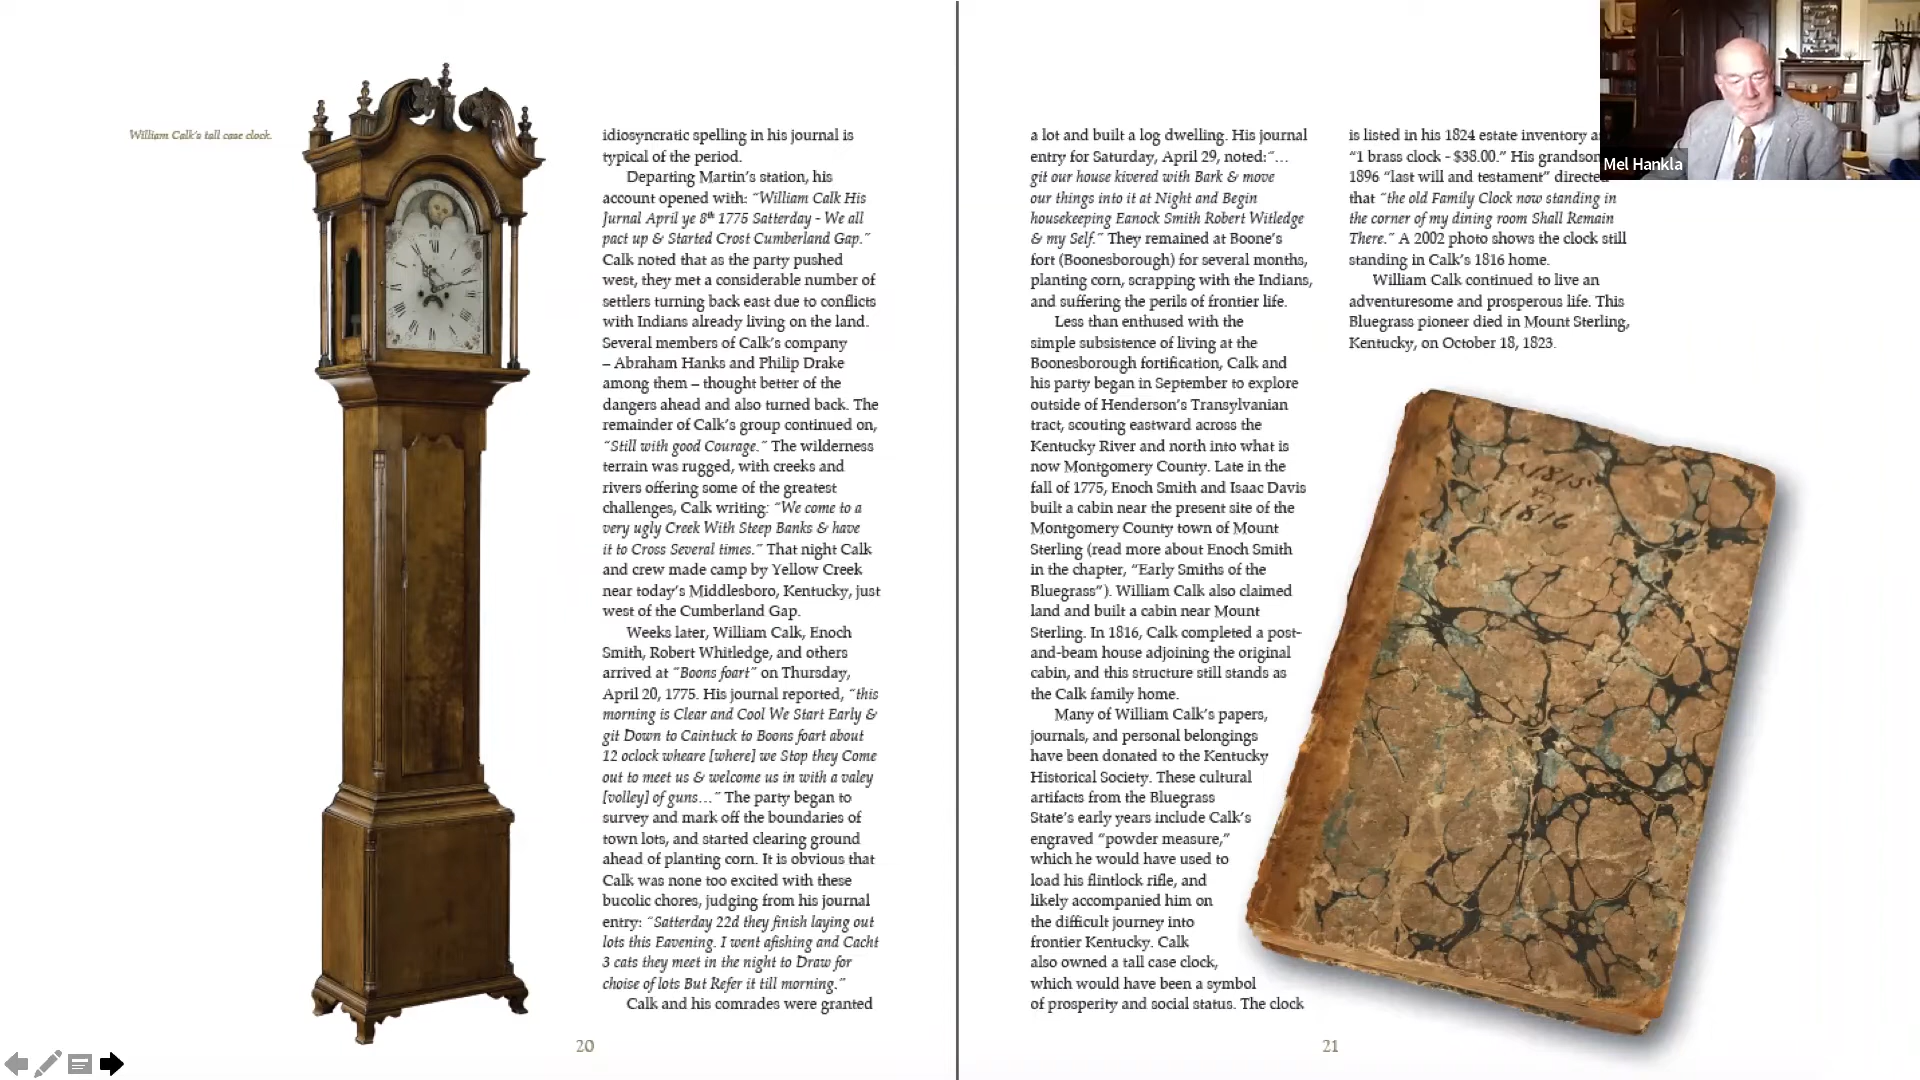 William Calk's tall case clock.
idiosyncratic spelling in his journal is
typical of the period.
Departing Martin's station, his
account opened with: “William Calk His
Jurnal April ye 8th 1775 Satterday - We all
pact up & Started Crost Cumberland Gap.”
Calk noted that as the party pushed
west, they met a considerable number of
settlers turning back east due to conflicts
with Indians already living on the land.
Several members of Calk's company
– Abraham Hanks and Philip Drake
among them – thought better of the
dangers ahead and also turned back. The
remainder of Calk's group continued on,
“Still with good Courage.” The wilderness
terrain was rugged, with creeks and
rivers offering some of the greatest
challenges, Calk writing: “We come to a
very ugly Creek With Steep Banks & have
it to Cross Several times.” That night Calk
and crew made camp by Yellow Creek
near today's Middlesboro, Kentucky, just
west of the Cumberland Gap.
Weeks later, William Calk, Enoch
Smith, Robert Whitledge, and others
arrived at “Boons foart” on Thursday,
April 20, 1775. His journal reported, “this
morning is Clear and Cool We Start Early &
git Down to Caintuck to Boons foart about
12 oclock wheare [where] we Stop they Come
out to meet us & welcome us in with a valey
[volley] of guns…” The party began to
survey and mark off the boundaries of
town lots, and started clearing ground
ahead of planting corn. It is obvious that
Calk was none too excited with these
bucolic chores, judging from his journal
entry: “Satterday 22d they finish laying out
lots this Eavening. I went afishing and Cacht
3 cats they meet in the night to Draw for
choise of lots But Refer it till morning.”
Calk and his comrades were granted
20
a lot and built a log dwelling. His journal
entry for Saturday, April 29, noted:“…
git our house kivered with Bark & move
our things into it at Night and Begin
housekeeping Eanock Smith Robert Witledge
& my Self.” They remained at Boone's
fort (Boonesborough) for several months,
planting corn, scrapping with the Indians,
and suffering the perils of frontier life.
Less than enthused with the
simple subsistence of living at the
Boonesborough fortification, Calk and
his party began in September to explore
outside of Henderson's Transylvanian
tract, scouting eastward across the
Kentucky River and north into what is
now Montgomery County. Late in the
fall of 1775, Enoch Smith and Isaac Davis
built a cabin near the present site of the
Montgomery County town of Mount
Sterling (read more about Enoch Smith
in the chapter, “Early Smiths of the
Bluegrass”). William Calk also claimed
land and built a cabin near Mount
Sterling. In 1816, Calk completed a post-
and-beam house adjoining the original
cabin, and this structure still stands as
the Calk family home.
Many of William Calk's papers,
journals, and personal belongings
have been donated to the Kentucky
Historical Society. These cultural
artifacts from the Bluegrass
State's early years include Calk's
engraved “powder measure,”
which he would have used to
load his flintlock rifle, and
likely accompanied him on
the difficult journey into
frontier Kentucky. Calk
also owned a tall case clock,
which would have been a symbol
of prosperity and social status. The clock
is listed in his 1824 estate inventory
“1 brass clock - $38.00.” His grandson
1896 “last will and testament” directed
that “the old Family Clock now standing in
the corner of my dining room Shall Remain
There.” A 2002 photo shows the clock still
standing in Calk's 1816 home.
William Calk continued to live an
adventuresome and prosperous life. This
Bluegrass pioneer died in Mount Sterling,
Kentucky, on October 18, 1823.
1815
1816
21
Mel Hankla